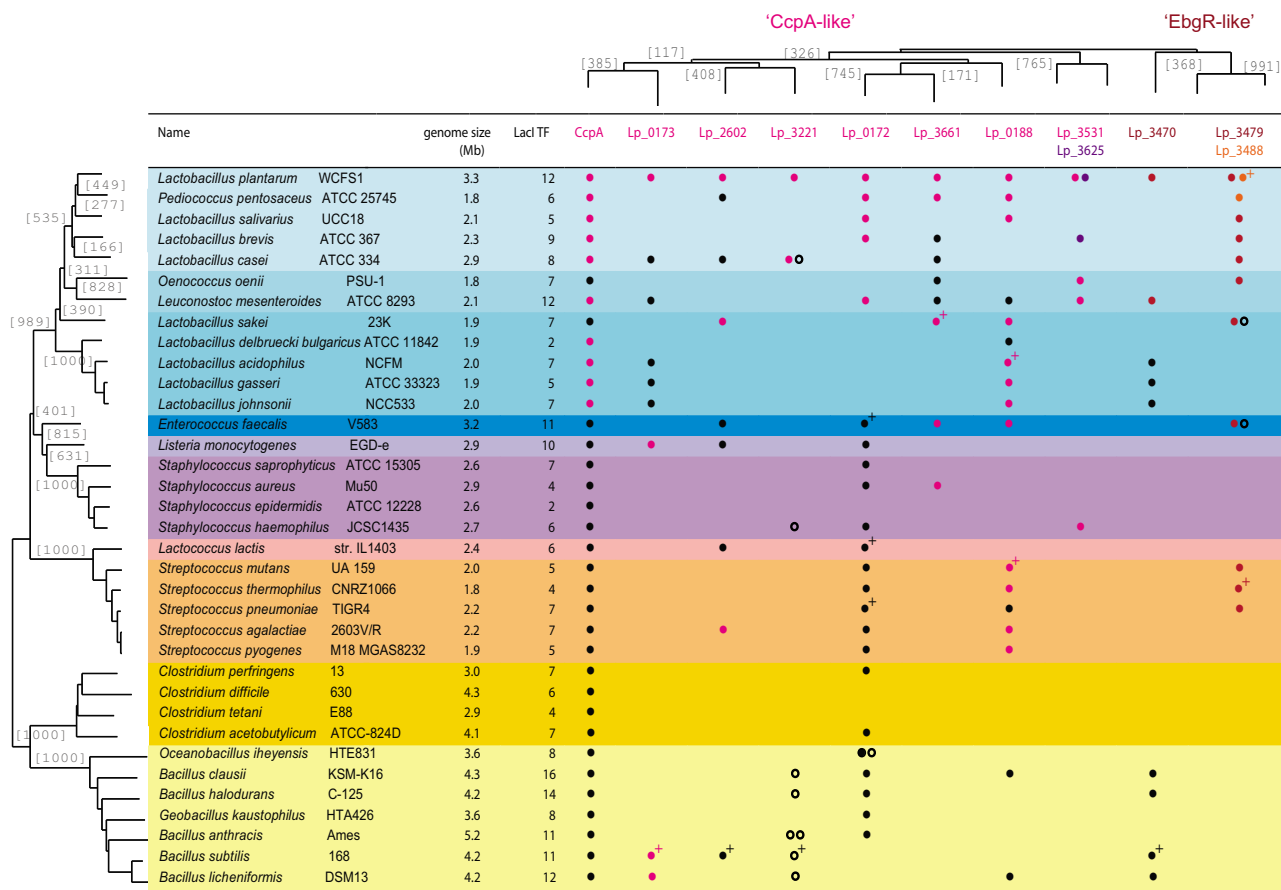 ‘CcpA-like’ ‘EbgR-like’
[117] [326]
[385] [765] [368]
[408] [745] [171] [991]
Name genome size (Mb) LacI TF CcpA Lp_0173 Lp_2602 Lp_3221 Lp_0172 Lp_3661 Lp_0188 Lp_3531 Lp_3625 Lp_3470 Lp_3479 Lp_3488
Lactobacillus plantarum WCFS1 3.3 12 +
[449]
Pediococcus pentosaceus ATCC 25745 1.8 6
[277]
Lactobacillus salivarius UCC18 2.1 5
[535]
Lactobacillus brevis ATCC 367 2.3 9
[166]
Lactobacillus casei ATCC 334 2.9 8
[311]
Oenococcus oenii PSU-1 1.8 7
[828]
Leuconostoc mesenteroides ATCC 8293 2.1 12
[390]
[989] Lactobacillus sakei 23K 1.9 7 +
Lactobacillus delbruecki bulgaricus ATCC 11842 1.9 2
[1000] Lactobacillus acidophilus NCFM 2.0 7 +
Lactobacillus gasseri ATCC 33323 1.9 5
Lactobacillus johnsonii NCC533 2.0 7
[401]
Enterococcus faecalis V583 3.2 11 +
[815]
Listeria monocytogenes EGD-e 2.9 10
[631]
Staphylococcus saprophyticus ATCC 15305 2.6 7
[1000] Staphylococcus aureus Mu50 2.9 4
Staphylococcus epidermidis ATCC 12228 2.6 2
Staphylococcus haemophilus JCSC1435 2.7 6
[1000] Lactococcus lactis str. IL1403 2.4 6 +
Streptococcus mutans UA 159 2.0 5 +
Streptococcus thermophilus CNRZ1066 1.8 4 +
Streptococcus pneumoniae TIGR4 2.2 7 +
Streptococcus agalactiae 2603V/R 2.2 7
Streptococcus pyogenes M18 MGAS8232 1.9 5
Clostridium perfringens 13 3.0 7
Clostridium difficile 630 4.3 6
Clostridium tetani E88 2.9 4
[1000] Clostridium acetobutylicum ATCC-824D 4.1 7
Oceanobacillus iheyensis HTE831 3.6 8
[1000] Bacillus clausii KSM-K16 4.3 16
Bacillus halodurans C-125 4.2 14
Geobacillus kaustophilus HTA426 3.6 8
Bacillus anthracis Ames 5.2 11
Bacillus subtilis 168 4.2 11 + + + +
Bacillus licheniformis DSM13 4.2 12